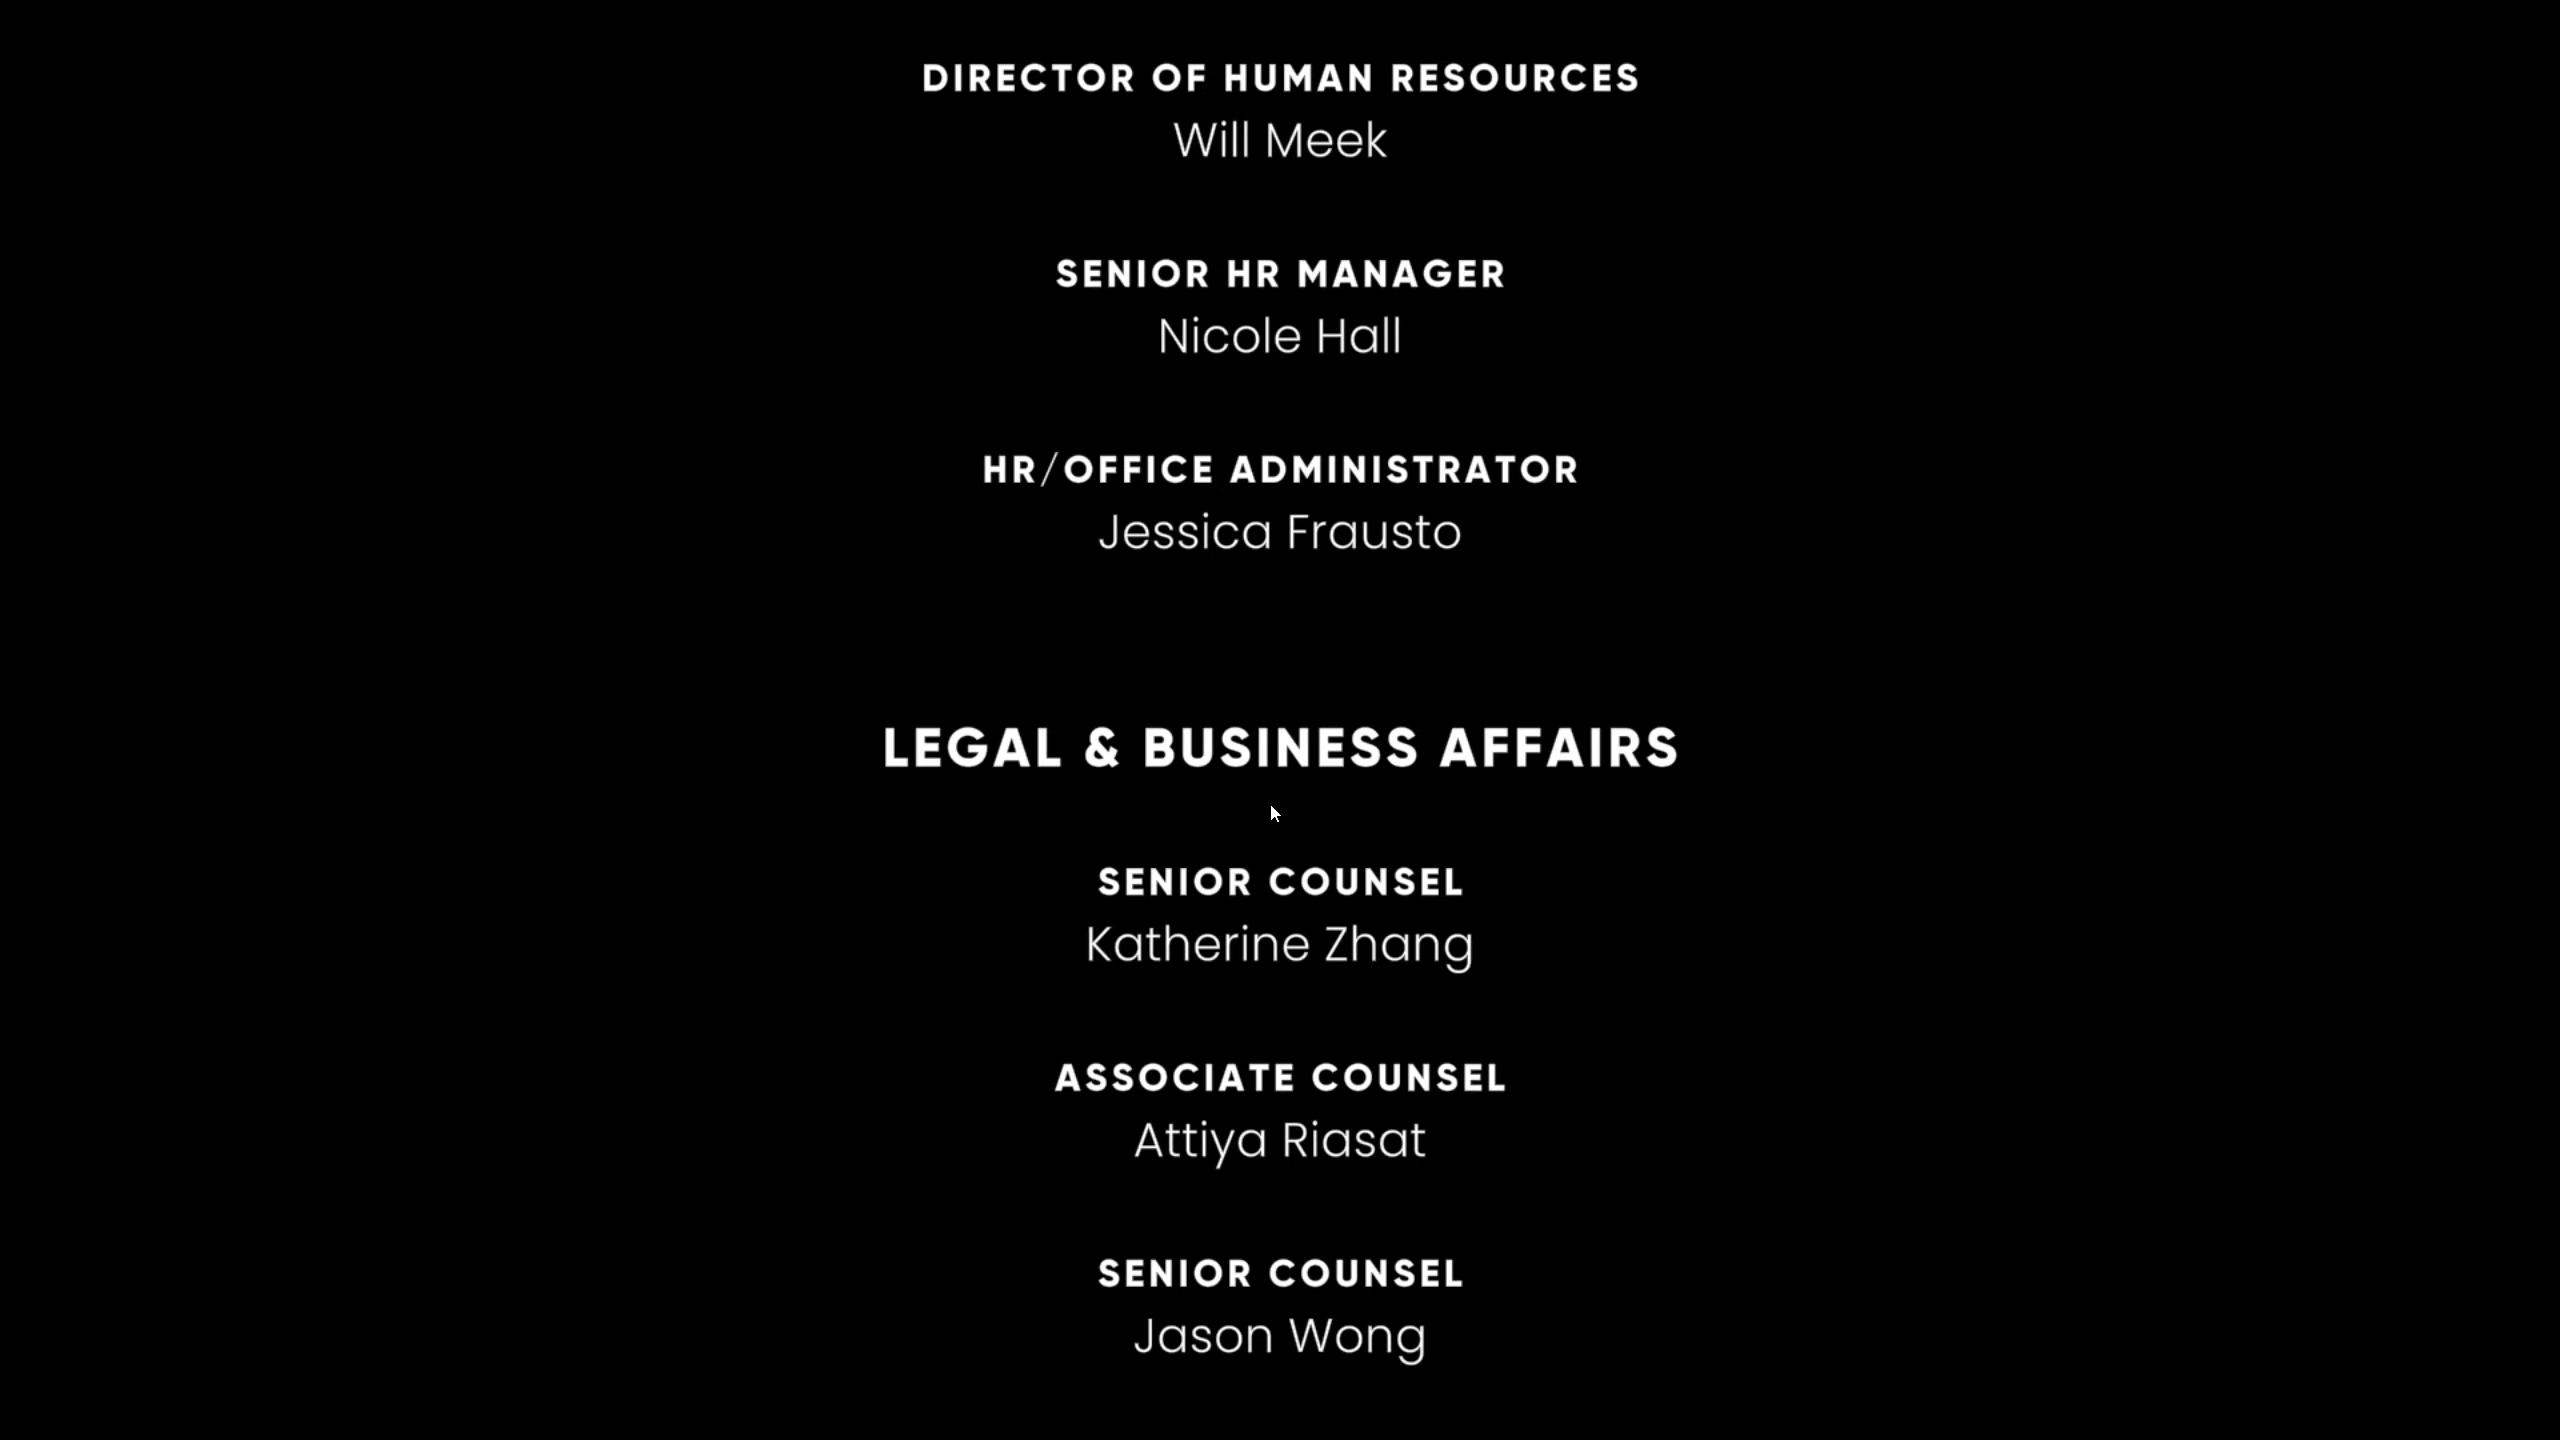 DIRECTOR OF HUMAN RESOURCES
Will Meek
SENIOR HR MANAGER
Nicole Hall
HR/OFFICE ADMINISTRATOR
Jessica Frausto
LEGAL & BUSINESS AFFAIRS
SENIOR COUNSEL
Katherine Zhang
ASSOCIATE COUNSEL
Attiya Riasat
SENIOR COUNSEL
Jason Wong